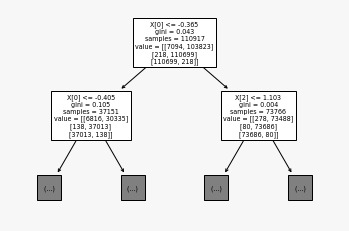 X[0] <= -0.365
gini = 0.043
samples = 110917
value = [[7094, 103823]
[218, 110699]
[110699, 218]]
X[0] <= -0.405
gini = 0.105
samples = 37151
value = [[6816, 30335]
[138, 37013]
[37013, 138]]
X[2] <= 1.103
gini = 0.004
samples = 73766
value = [[278, 73488]
[80, 73686]
[73686, 80]]
(...)
(...)
(...)
(...)